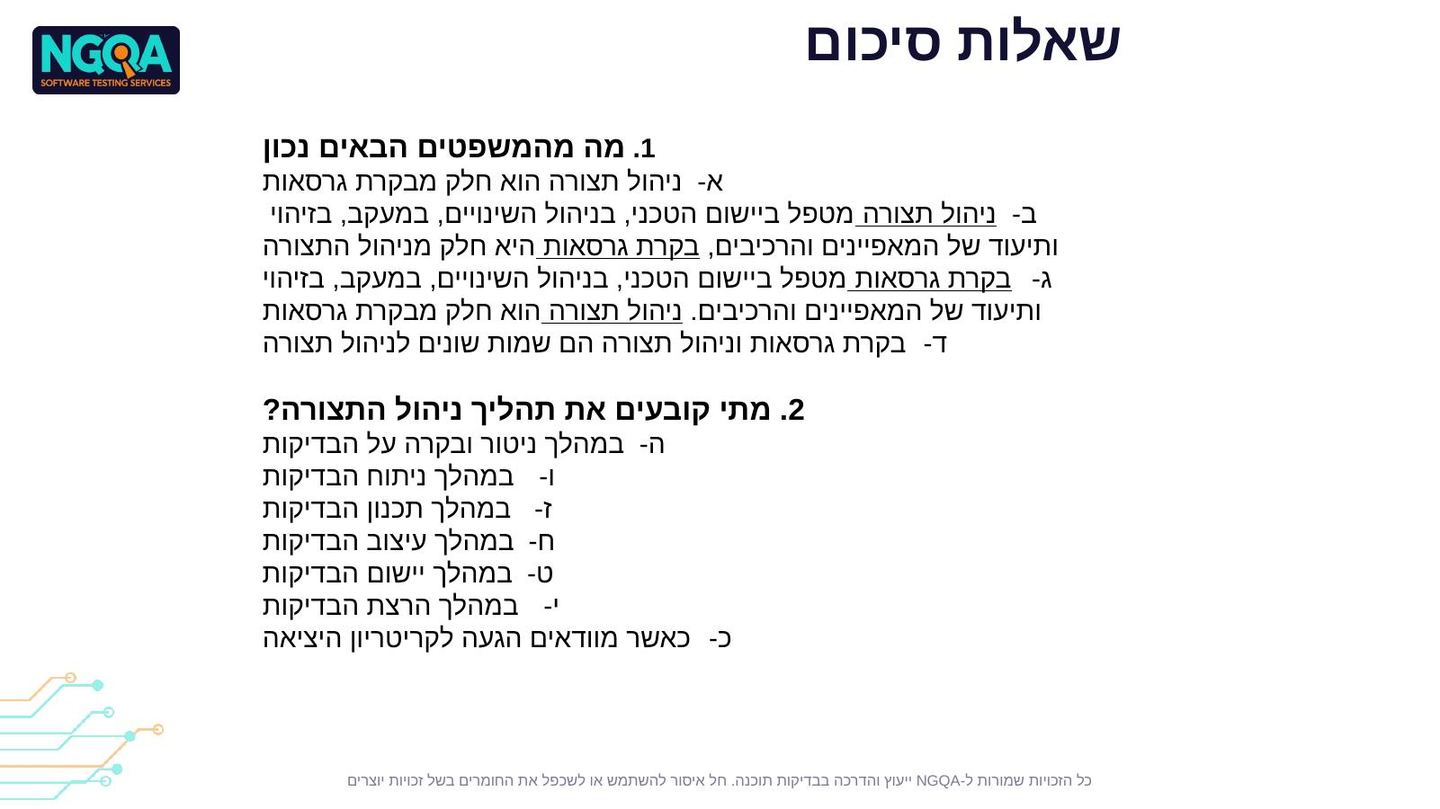 NGQA
SOFTWARE TESTING SERVICES
שאלות סיכום
1. מה מהמשפטים הבאים נכון
א- ניהול תצורה הוא חלק מבקרת גרסאות
ב- ניהול תצורה מטפל ביישום הטכני, בניהול השינויים, במעקב, בזיהוי
ותיעוד של המאפיינים והרכיבים, בקרת גרסאות היא חלק מניהול התצורה
ג- בקרת גרסאות מטפל ביישום הטכני, בניהול השינויים, במעקב, בזיהוי
ותיעוד של המאפיינים והרכיבים. ניהול תצורה הוא חלק מבקרת גרסאות
ד- בקרת גרסאות וניהול תצורה הם שמות שונים לניהול תצורה
2. מתי קובעים את תהליך ניהול התצורה?
ה- במהלך ניטור ובקרה על הבדיקות
ו- במהלך ניתוח הבדיקות
ז- במהלך תכנון הבדיקות
ח- במהלך עיצוב הבדיקות
ט- במהלך יישום הבדיקות
י- במהלך הרצת הבדיקות
כ- כאשר מוודאים הגעה לקריטריון היציאה
כל הזכויות שמורות ל-NGQA ייעוץ והדרכה בבדיקות תוכנה. חל איסור להשתמש או לשכפל את החומרים בשל זכויות יוצרים